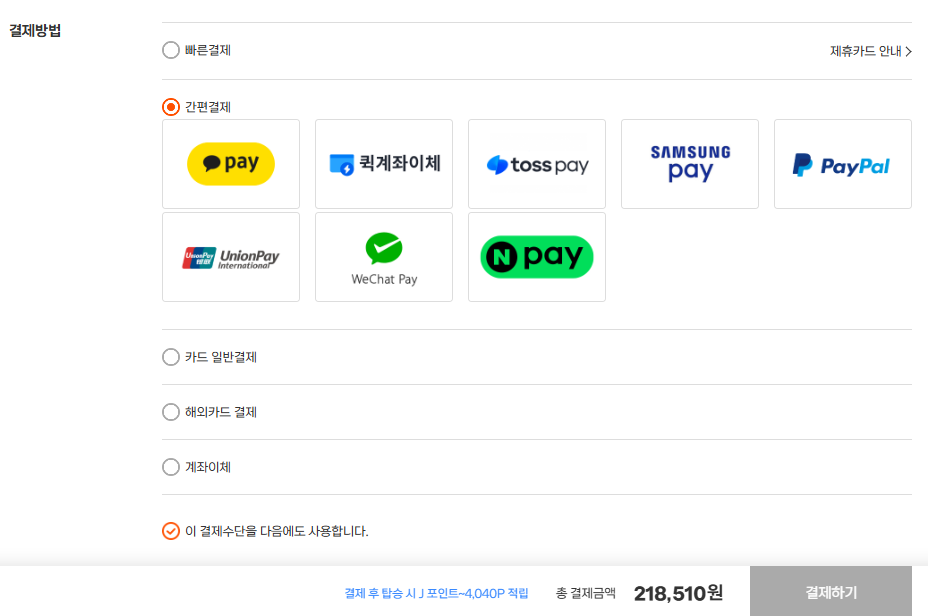 결제방법
빠른결제
제휴카드 안내
간편결제
pay
퀵계좌이체
toss pay
SAMSUNG
pay
PayPal
UnionPay
International
WeChat Pay
N pay
카드 일반결제
해외카드 결제
계좌이체
이 결제수단을 다음에도 사용합니다.
결제 후 탑승 시 J 포인트~4,040P 적립
총 결제금액
218,510원
결제하기